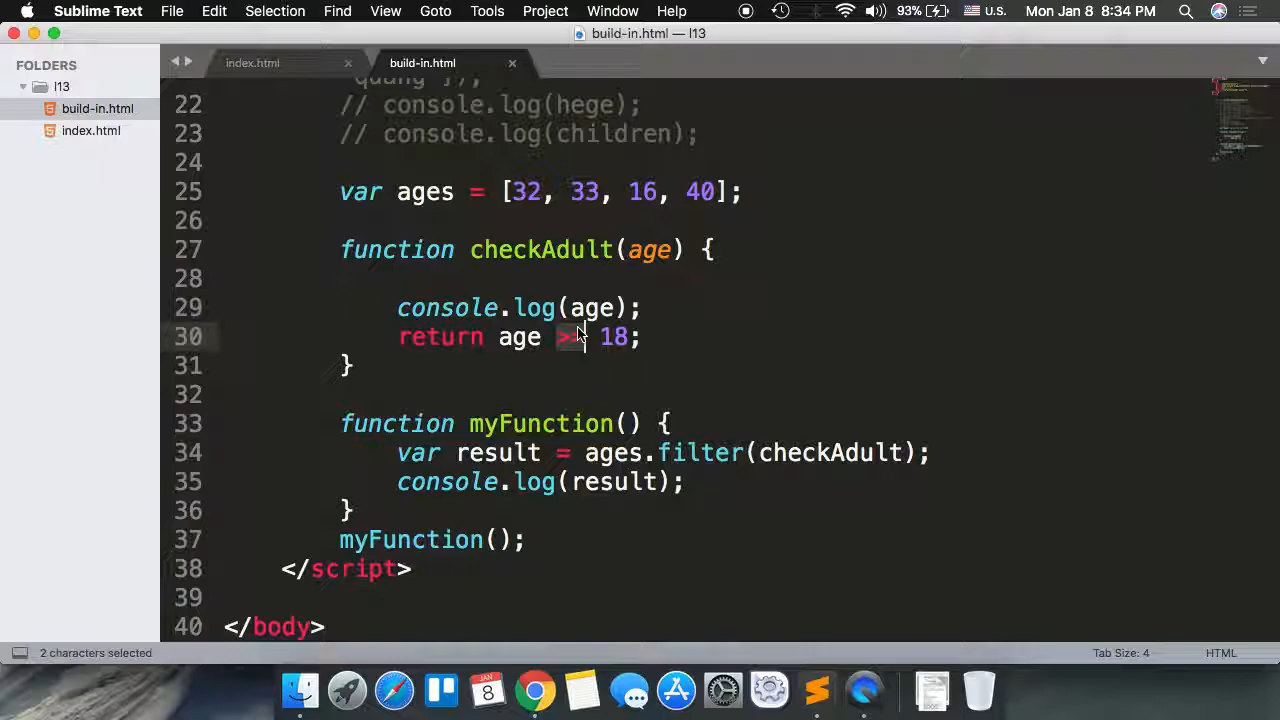 Sublime Text File Edit Selection Find View Goto Tools Project Window Help 93% U.S. Mon Jan 8 8:34 PM
build-in.html — l13
FOLDERS
l13
build-in.html
index.html
index.html × build-in.html ×
22 // console.log(hege);
23 // console.log(children);
24
25 var ages = [32, 33, 16, 40];
26
27 function checkAdult(age) {
28
29 console.log(age);
30 return age 18;
31 }
32
33 function myFunction() {
34 var result = ages.filter(checkAdult);
35 console.log(result);
36 }
37 myFunction();
38 </script>
39
40 </body>
2 characters selected Tab Size: 4 HTML
JAN
8